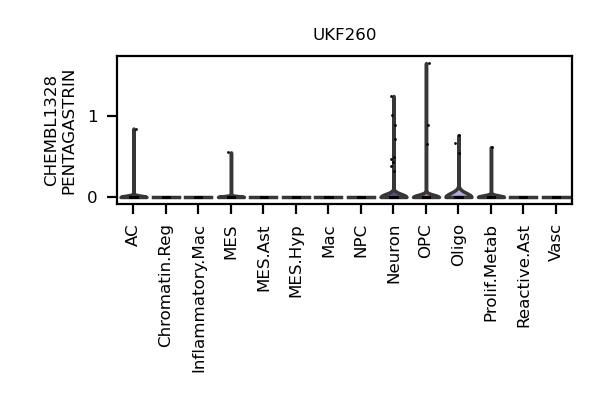 UKF260
CHEMBL1328
PENTAGASTRIN
1
0
AC
Chromatin.Reg
Inflammatory.Mac
MES
MES.Ast
MES.Hyp
Mac
NPC
Neuron
OPC
Oligo
Prolif.Metab
Reactive.Ast
Vasc